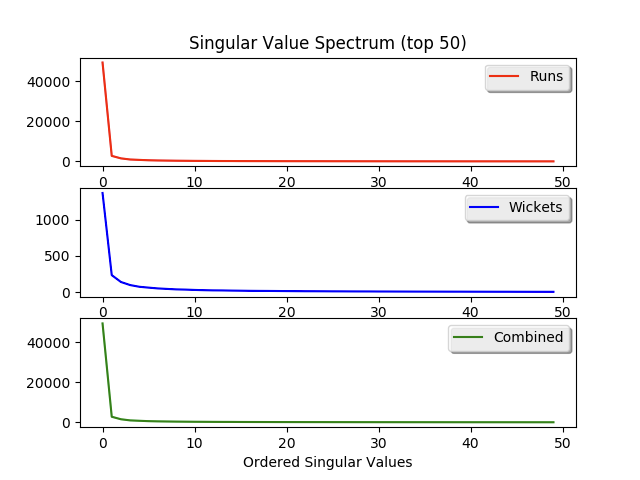 Singular Value Spectrum (top 50)
40000
20000
0
Runs
0 10 20 30 40 50
1000
500
0
Wickets
0 10 20 30 40 50
40000
20000
0
Combined
0 10 20 30 40 50
Ordered Singular Values